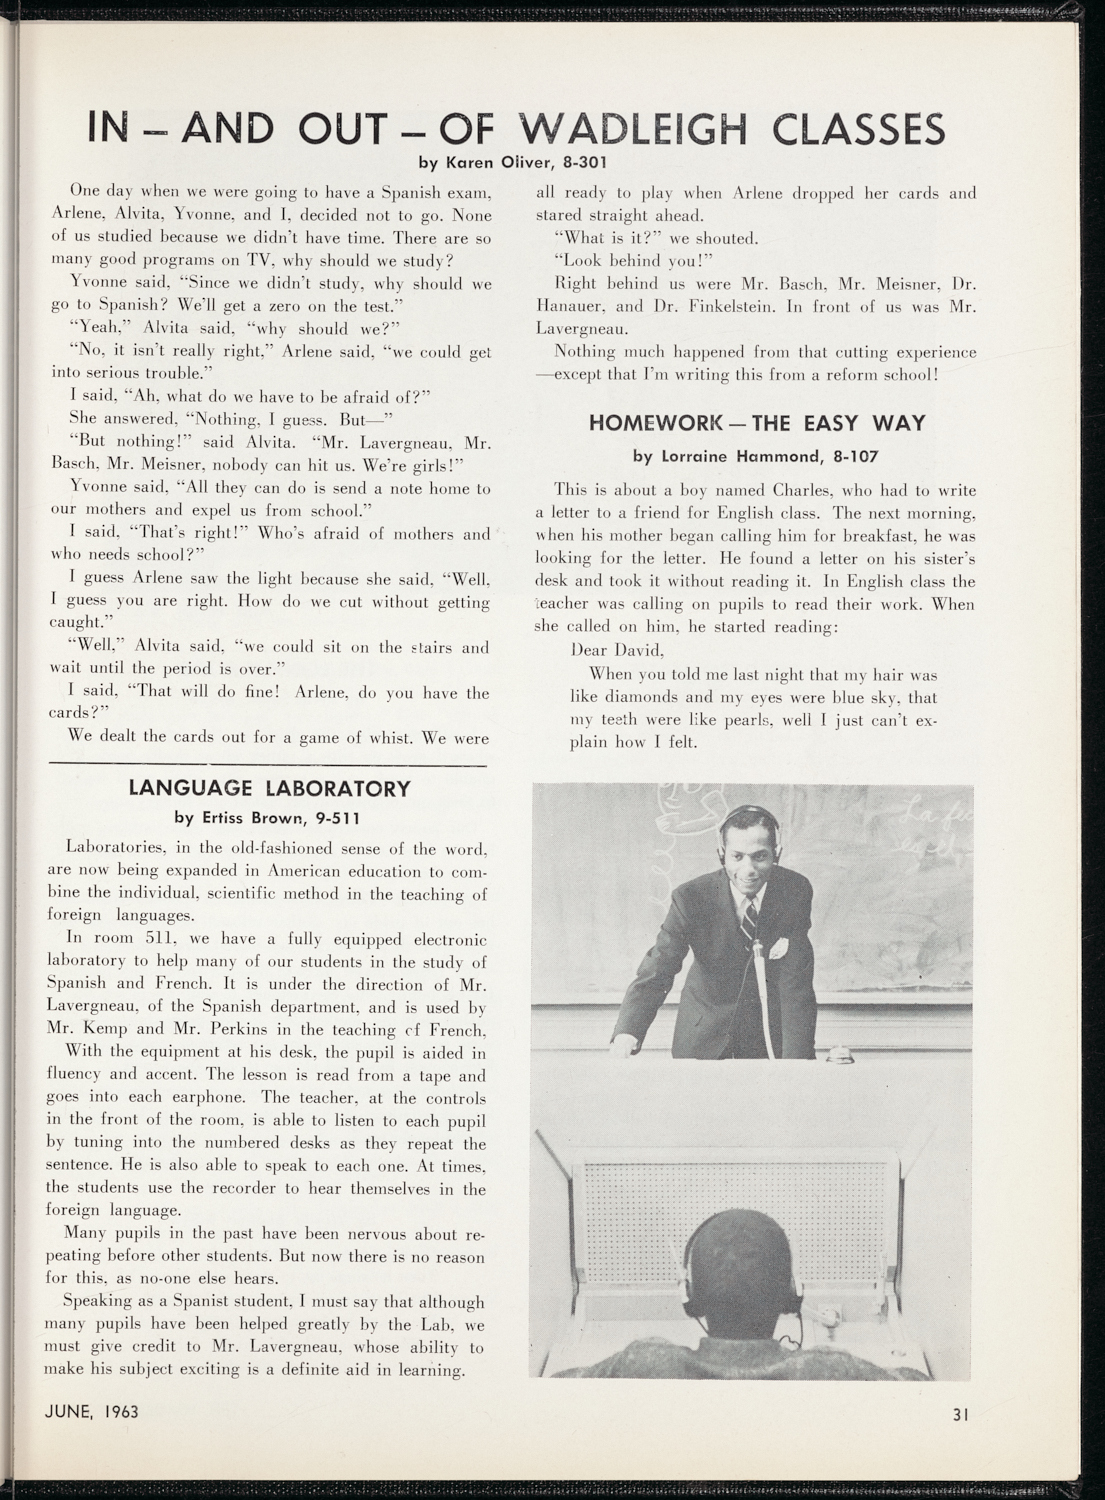 IN – AND OUT – OF WADLEIGH CLASSES
by Karen Oliver, 8-301
One day when we were going to have a Spanish exam,
Arlene, Alvita, Yvonne, and I, decided not to go. None
of us studied because we didn't have time. There are so
many good programs on TV, why should we study?
Yvonne said, “Since we didn't study, why should we
go to Spanish? We'll get a zero on the test.”
“Yeah,” Alvita said, “why should we?”
“No, it isn't really right,” Arlene said, “we could get
into serious trouble.”
I said, “Ah, what do we have to be afraid of?”
She answered, “Nothing, I guess. But—”
“But nothing!” said Alvita. “Mr. Lavergneau, Mr.
Basch, Mr. Meisner, nobody can hit us. We're girls!”
Yvonne said, “All they can do is send a note home to
our mothers and expel us from school.”
I said, “That's right!” Who's afraid of mothers and
who needs school?”
I guess Arlene saw the light because she said, “Well,
I guess you are right. How do we cut without getting
caught.”
“Well,” Alvita said, “we could sit on the stairs and
wait until the period is over.”
I said, “That will do fine! Arlene, do you have the
cards?”
We dealt the cards out for a game of whist. We were
all ready to play when Arlene dropped her cards and
stared straight ahead.
“What is it?” we shouted.
“Look behind you!”
Right behind us were Mr. Basch, Mr. Meisner, Dr.
Hanauer, and Dr. Finkelstein. In front of us was Mr.
Lavergneau.
Nothing much happened from that cutting experience
—except that I'm writing this from a reform school!
HOMEWORK – THE EASY WAY
by Lorraine Hammond, 8-107
This is about a boy named Charles, who had to write
a letter to a friend for English class. The next morning,
when his mother began calling him for breakfast, he was
looking for the letter. He found a letter on his sister's
desk and took it without reading it. In English class the
teacher was calling on pupils to read their work. When
she called on him, he started reading:
Dear David,
When you told me last night that my hair was
like diamonds and my eyes were blue sky, that
my teeth were like pearls, well I just can't ex-
plain how I felt.
LANGUAGE LABORATORY
by Ertiss Brown, 9-511
Laboratories, in the old-fashioned sense of the word,
are now being expanded in American education to com-
bine the individual, scientific method in the teaching of
foreign languages.
In room 511, we have a fully equipped electronic
laboratory to help many of our students in the study of
Spanish and French. It is under the direction of Mr.
Lavergneau, of the Spanish department, and is used by
Mr. Kemp and Mr. Perkins in the teaching of French,
With the equipment at his desk, the pupil is aided in
fluency and accent. The lesson is read from a tape and
goes into each earphone. The teacher, at the controls
in the front of the room, is able to listen to each pupil
by tuning into the numbered desks as they repeat the
sentence. He is also able to speak to each one. At times,
the students use the recorder to hear themselves in the
foreign language.
Many pupils in the past have been nervous about re-
peating before other students. But now there is no reason
for this, as no-one else hears.
Speaking as a Spanist student, I must say that although
many pupils have been helped greatly by the Lab, we
must give credit to Mr. Lavergneau, whose ability to
make his subject exciting is a definite aid in learning.
La
JUNE, 1963
31